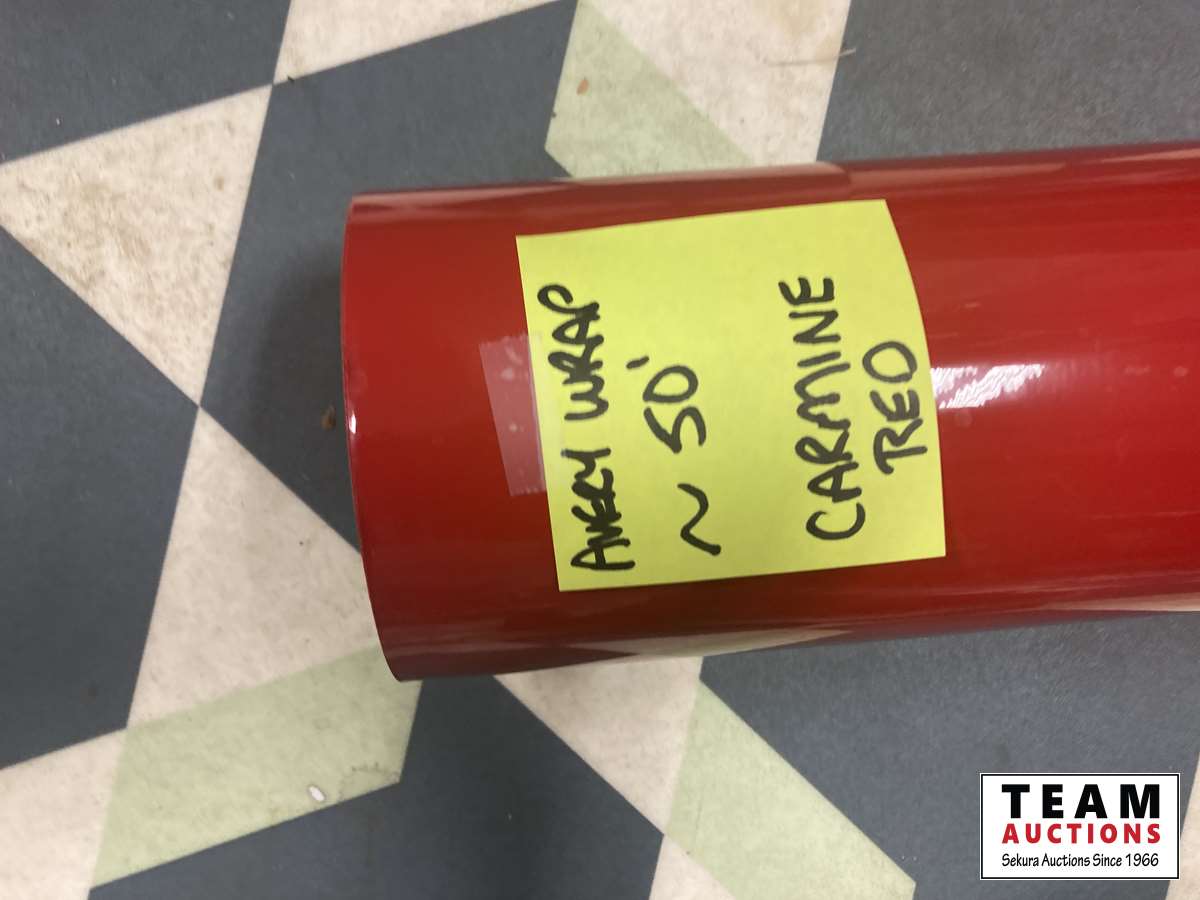 AVERY WRAP
~ 50'
CARMINE
RED
TEAM
AUCTIONS
Sekura Auctions Since 1966